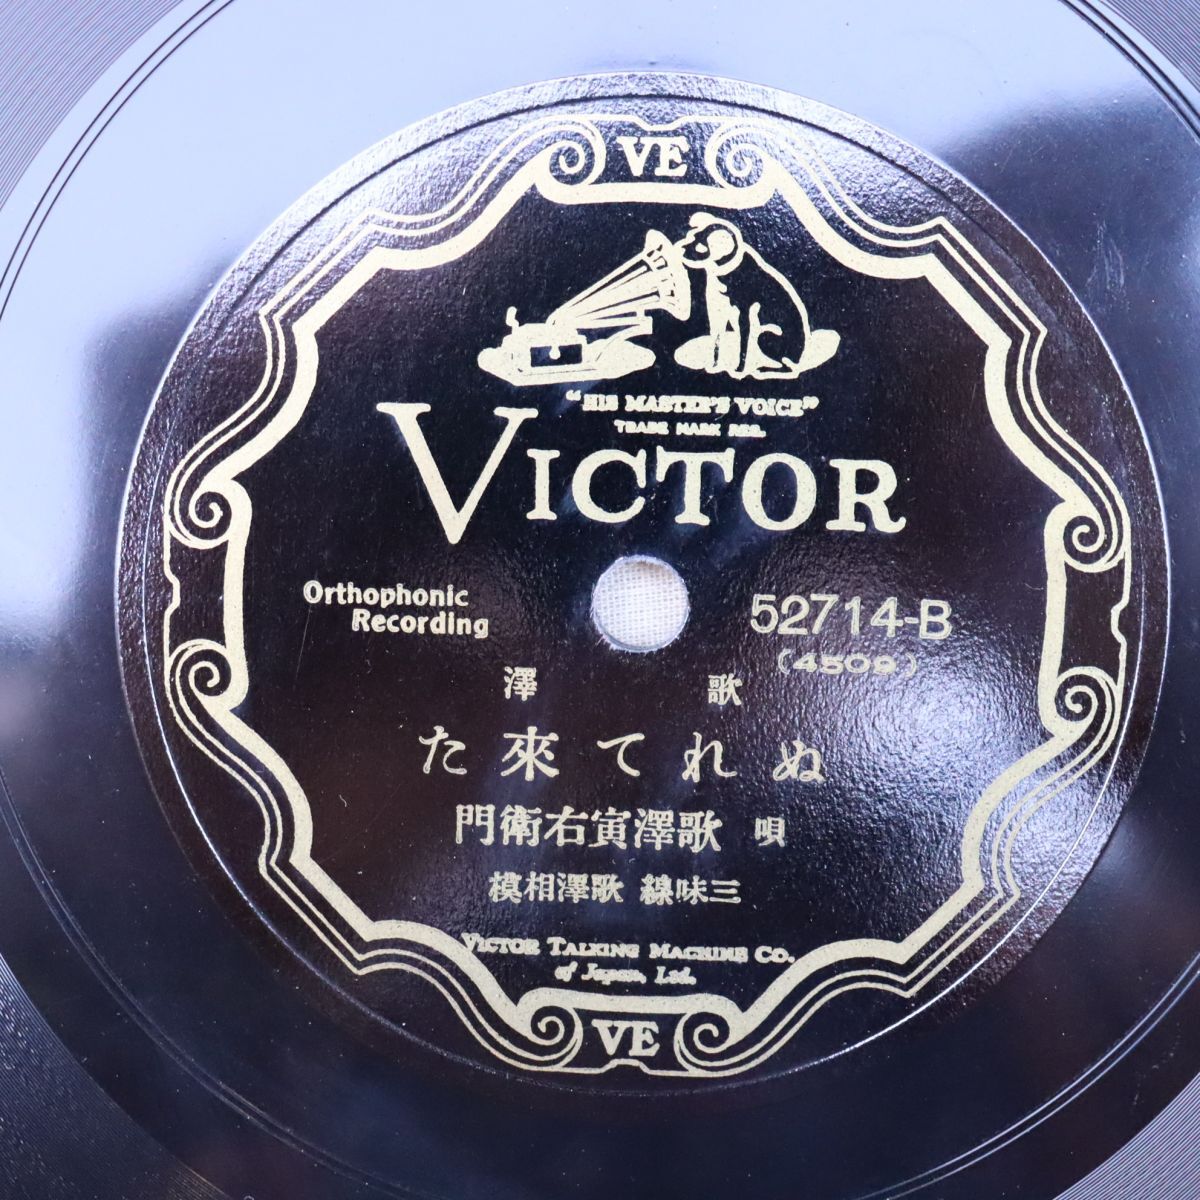 VE
"HIS MASTER'S VOICE"
TRADE MARK REG.
VICTOR
Orthophonic
Recording
52714-B
(4509)
歌澤
ぬれて來た
唄 歌澤寅右衛門
三味線 歌澤相模
VICTOR TALKING MACHINE CO.
of Japan, Ltd.
VE